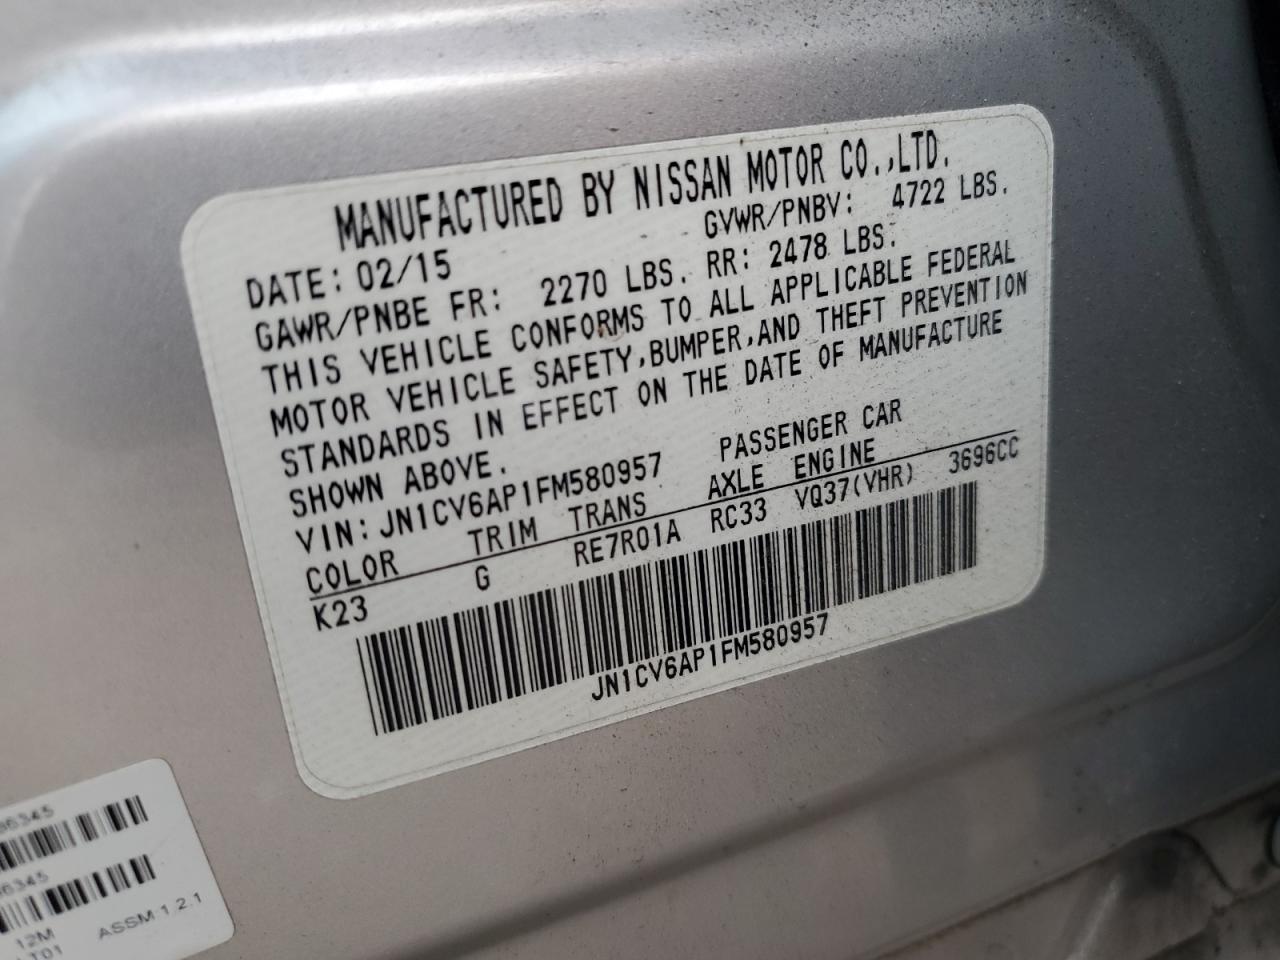 MANUFACTURED BY NISSAN MOTOR CO.,LTD.
DATE: 02/15 GVWR/PNBV: 4722 LBS.
GAWR/PNBE FR: 2270 LBS. RR: 2478 LBS.
THIS VEHICLE CONFORMS TO ALL APPLICABLE FEDERAL
MOTOR VEHICLE SAFETY,BUMPER,AND THEFT PREVENTION
STANDARDS IN EFFECT ON THE DATE OF MANUFACTURE
SHOWN ABOVE.
VIN: JN1CV6AP1FM580957 PASSENGER CAR
COLOR TRIM TRANS AXLE ENGINE
K23 G RE7R01A RC33 VQ37(VHR) 3696CC
JN1CV6AP1FM580957
12M ASSM 1.2.1